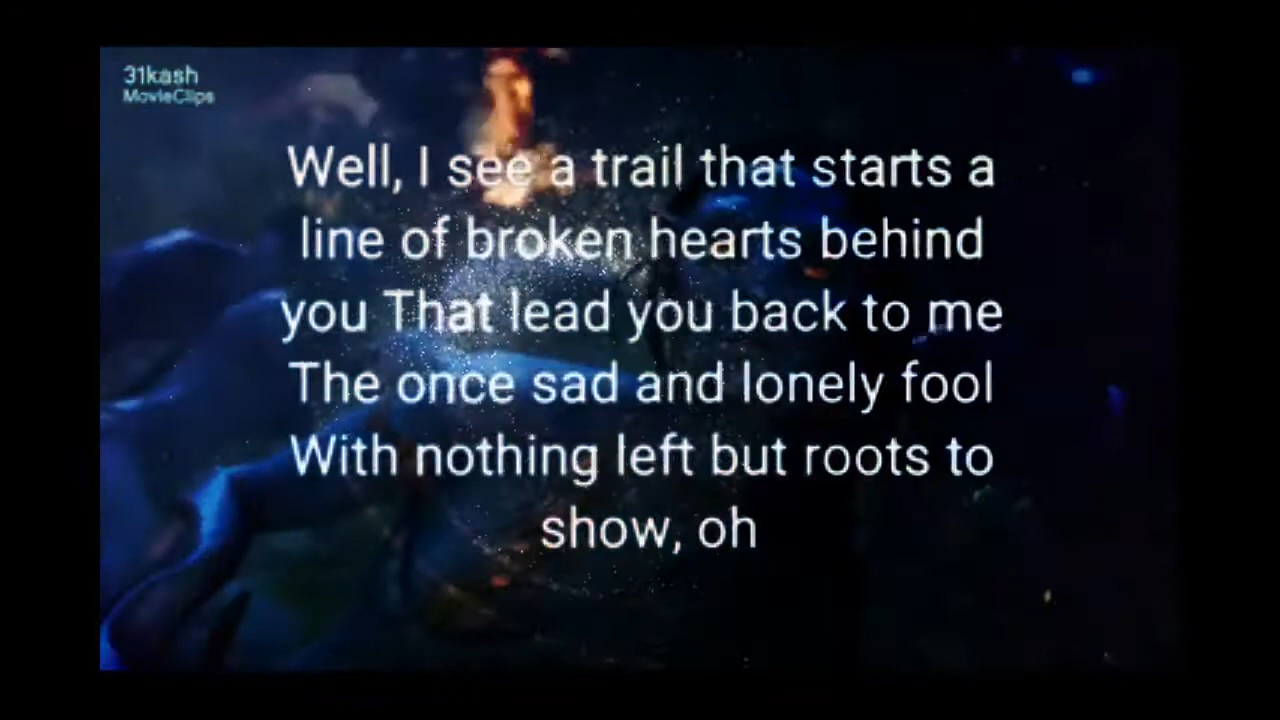 31kash
MovieClips
Well, I see a trail that starts a
line of broken hearts behind
you That lead you back to me
The once sad and lonely fool
With nothing left but roots to
show, oh